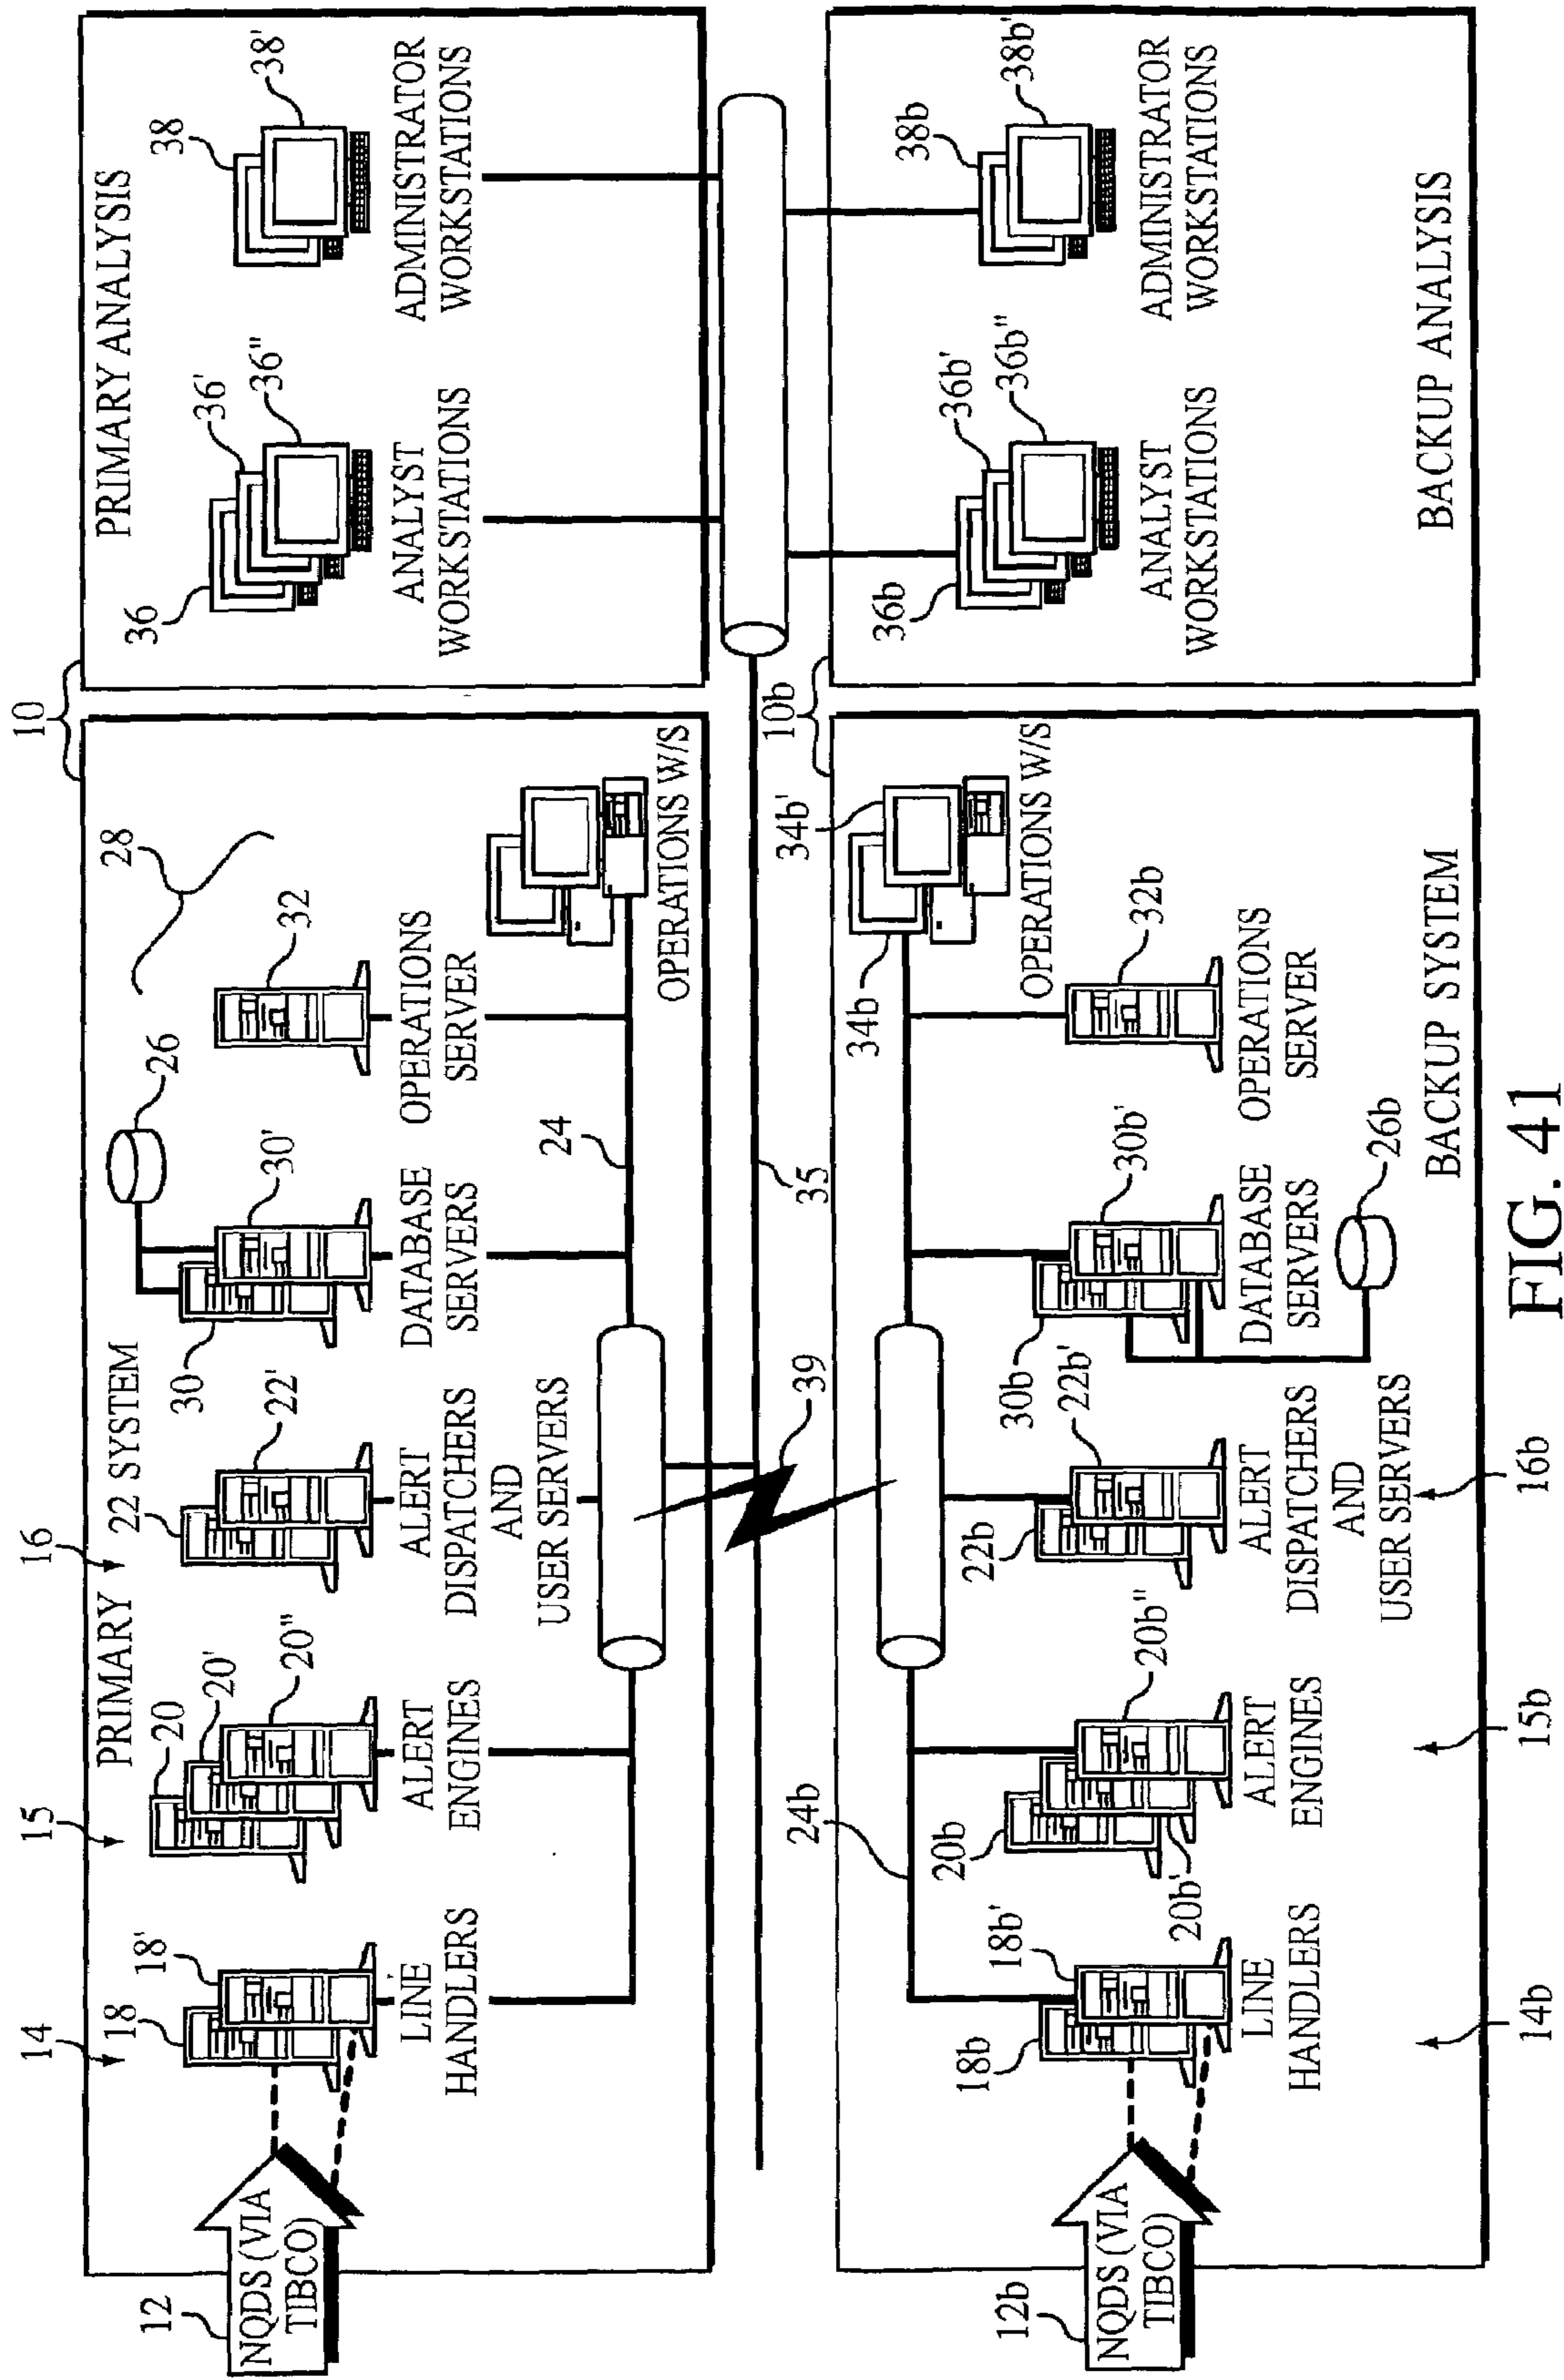 10
PRIMARY ANALYSIS
36
36'
36"
38
38'
ANALYST
WORKSTATIONS
ADMINISTRATOR
WORKSTATIONS
14
15
16
PRIMARY
22 SYSTEM
28
12
NQDS (VIA
TIBCO)
18
18'
20
20'
20"
22'
30
30'
26
32
LINE
HANDLERS
ALERT
ENGINES
ALERT
DISPATCHERS
AND
USER SERVERS
DATABASE
SERVERS
OPERATIONS
SERVER
24
OPERATIONS W/S
35
39
10b
12b
NQDS (VIA
TIBCO)
24b
34b
34b'
OPERATIONS W/S
18b
18b'
20b
20b'
20b"
22b
22b'
30b
30b'
32b
LINE
HANDLERS
ALERT
ENGINES
ALERT
DISPATCHERS
AND
USER SERVERS
DATABASE
SERVERS
OPERATIONS
SERVER
26b
BACKUP SYSTEM
14b
15b
16b
36b
36b'
36b"
38b
38b'
ANALYST
WORKSTATIONS
ADMINISTRATOR
WORKSTATIONS
BACKUP ANALYSIS
FIG. 41